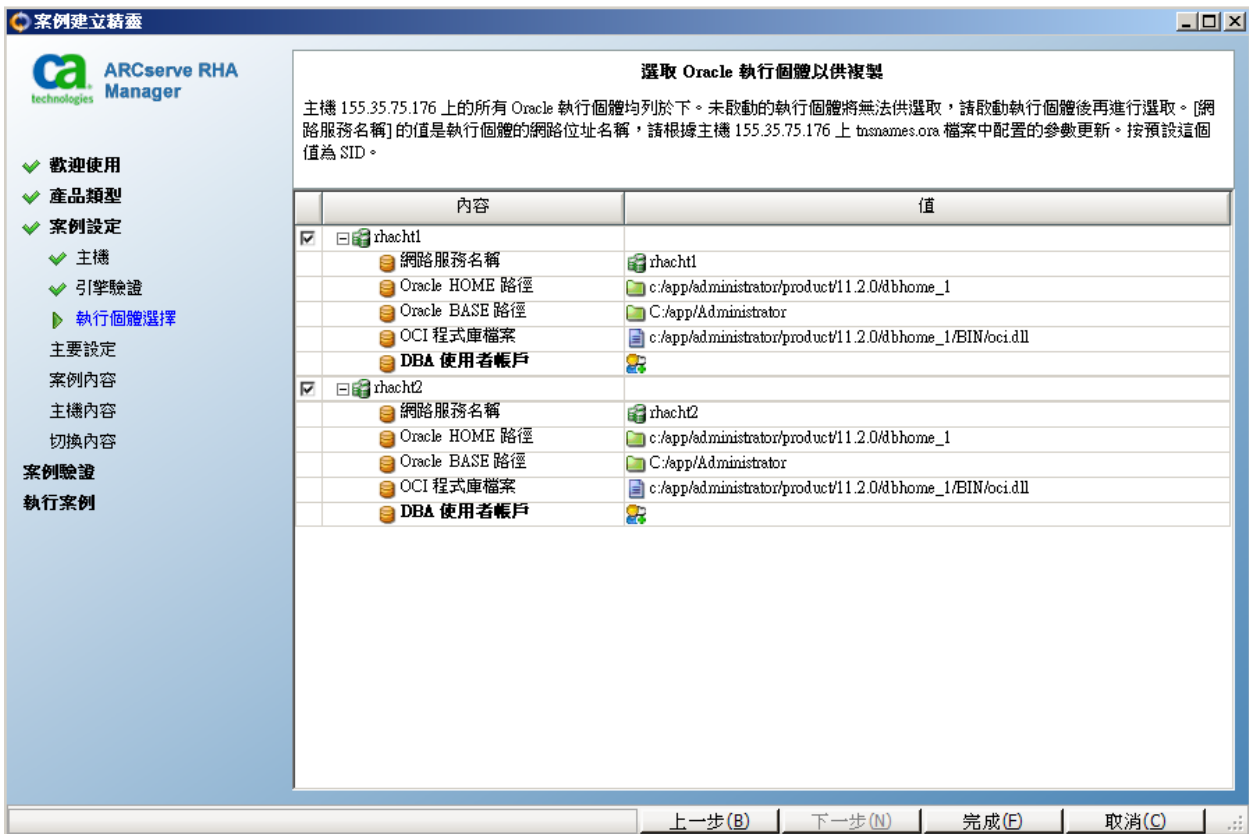 案例建立精靈
ca
technologies
ARCserve RHA
Manager
歡迎使用
產品類型
案例設定
主機
引擎驗證
執行個體選擇
主要設定
案例內容
主機內容
切換內容
案例驗證
執行案例
選取 Oracle 執行個體以供複製
主機 155.35.75.176 上的所有 Oracle 執行個體均列於下。未啟動的執行個體將無法供選取，請啟動執行個體後再進行選取。[網
路服務名稱] 的值是執行個體的網路位址名稱，請根據主機 155.35.75.176 上 tnsnames.ora 檔案中配置的參數更新。按預設這個
值為 SID。
內容 值
rhacht1
網路服務名稱 rhacht1
Oracle HOME 路徑 c:/app/administrator/product/11.2.0/dbhome_1
Oracle BASE 路徑 C:/app/Administrator
OCI 程式庫檔案 c:/app/administrator/product/11.2.0/dbhome_1/BIN/oci.dll
DBA 使用者帳戶
rhacht2
網路服務名稱 rhacht2
Oracle HOME 路徑 c:/app/administrator/product/11.2.0/dbhome_1
Oracle BASE 路徑 C:/app/Administrator
OCI 程式庫檔案 c:/app/administrator/product/11.2.0/dbhome_1/BIN/oci.dll
DBA 使用者帳戶
上一步(B) 下一步(N) 完成(F) 取消(C)